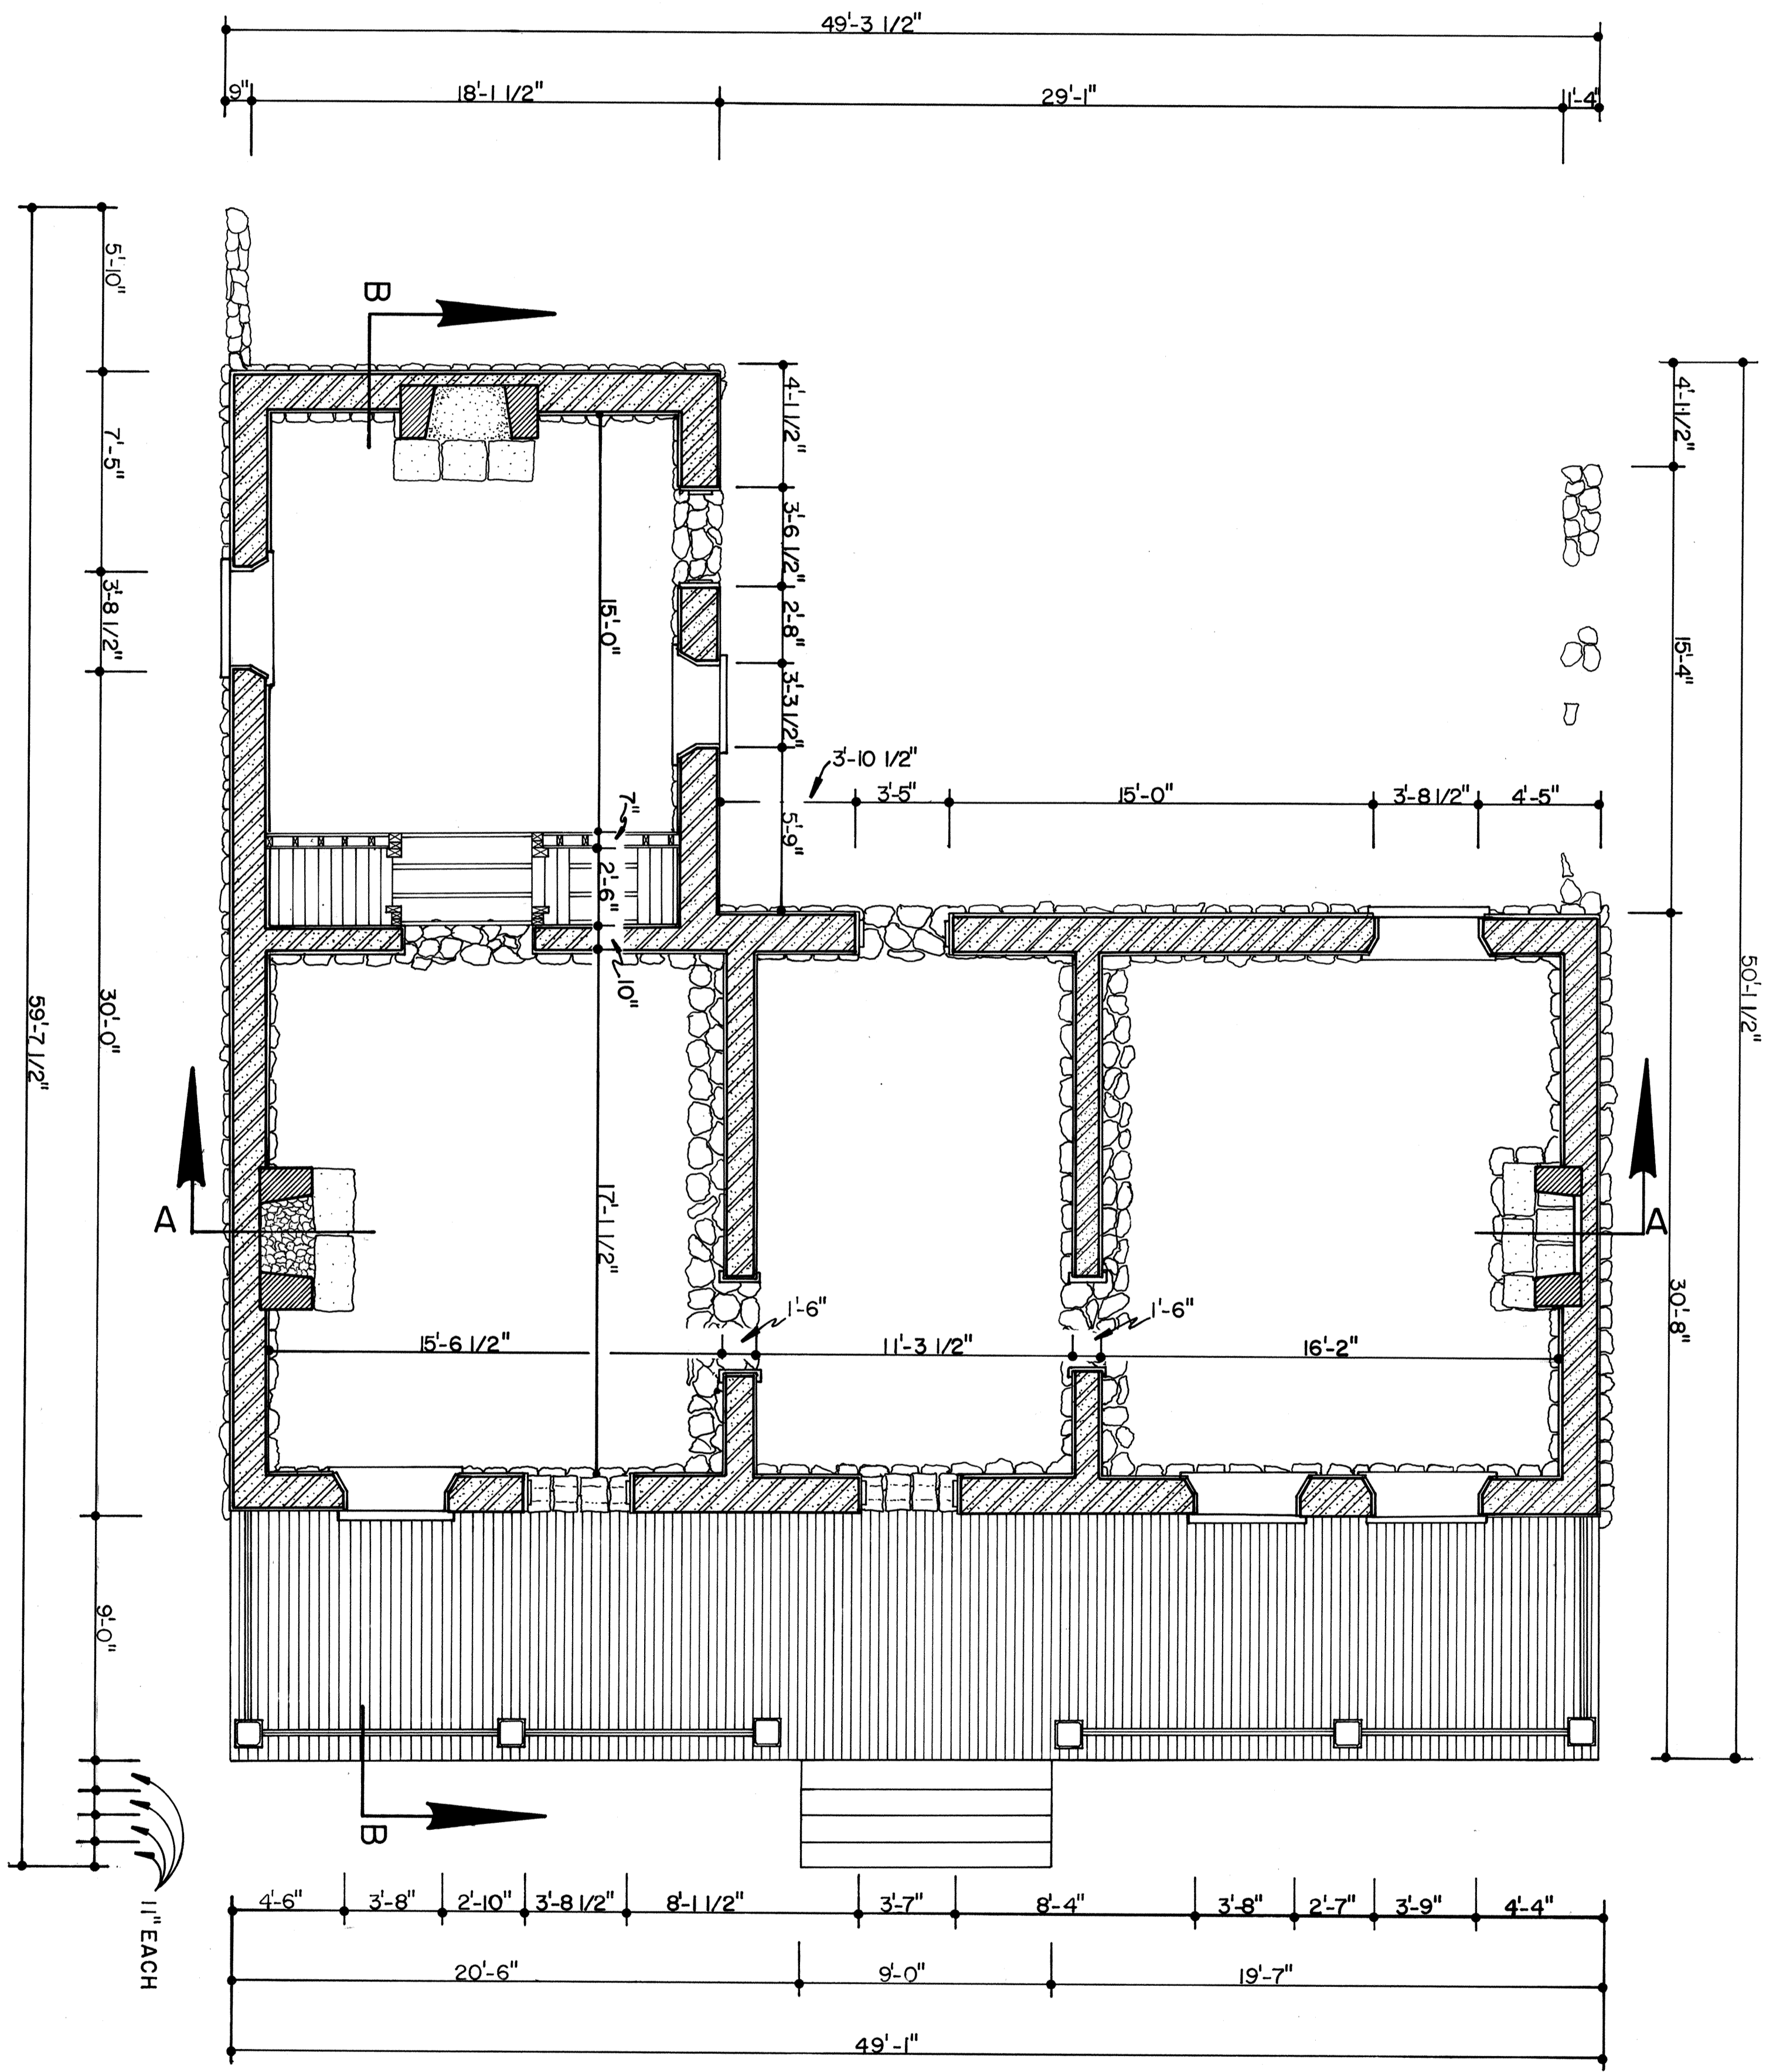 49'-3 1/2"
9" 18'-1 1/2" 29'-1" 1'-4"
5'-10"
7'-5"
3'-8 1/2"
30'-0"
9'-0"
59'-7 1/2"
11" EACH
B
4'-1 1/2"
3'-6 1/2"
2'-8"
3'-3 1/2"
5'-9"
4'-1 1/2"
15'-4"
30'-8"
50'-1 1/2"
15'-0"
7"
2'-6"
10"
17'-1 1/2"
3'-10 1/2"
3'-5" 15'-0" 3'-8 1/2" 4'-5"
A
A
1'-6"
1'-6"
15'-6 1/2" 11'-3 1/2" 16'-2"
B
4'-6" 3'-8" 2'-10" 3'-8 1/2" 8'-1 1/2" 3'-7" 8'-4" 3'-8" 2'-7" 3'-9" 4'-4"
20'-6" 9'-0" 19'-7"
49'-1"